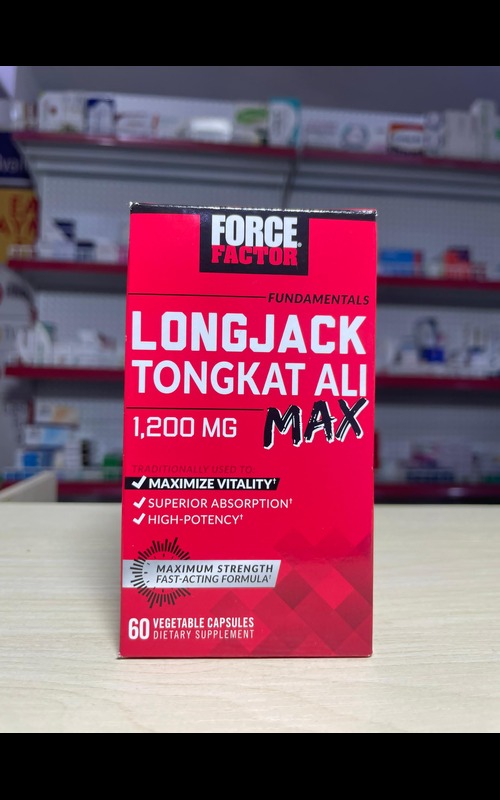 FORCE
FACTOR®
FUNDAMENTALS
LONGJACK
TONGKAT ALI
1,200 MG MAX
TRADITIONALLY USED TO:
MAXIMIZE VITALITY†
SUPERIOR ABSORPTION†
HIGH-POTENCY†
MAXIMUM STRENGTH
FAST-ACTING FORMULA†
60 VEGETABLE CAPSULES
DIETARY SUPPLEMENT